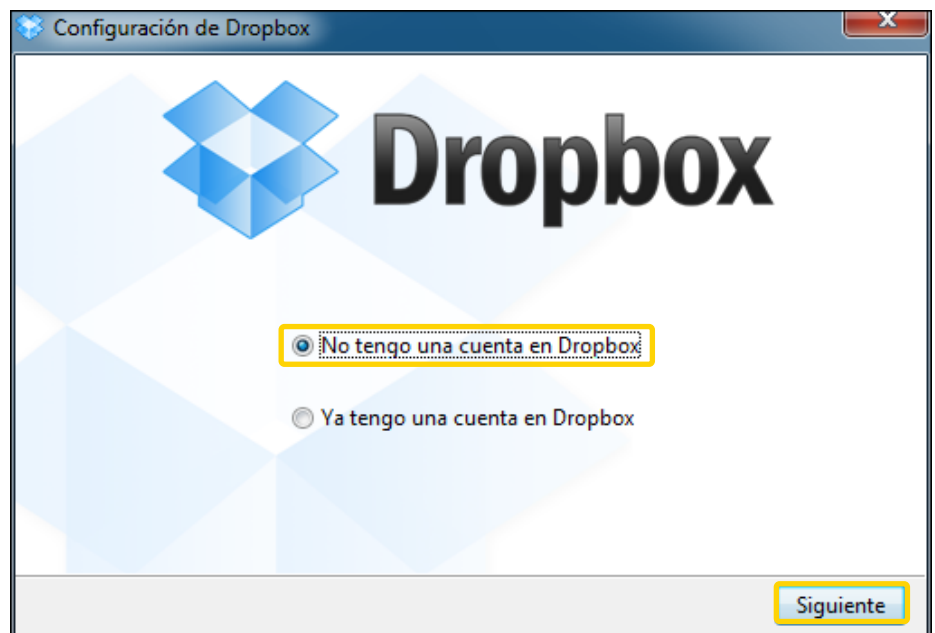 Configuración de Dropbox
Dropbox
No tengo una cuenta en Dropbox
Ya tengo una cuenta en Dropbox
Siguiente